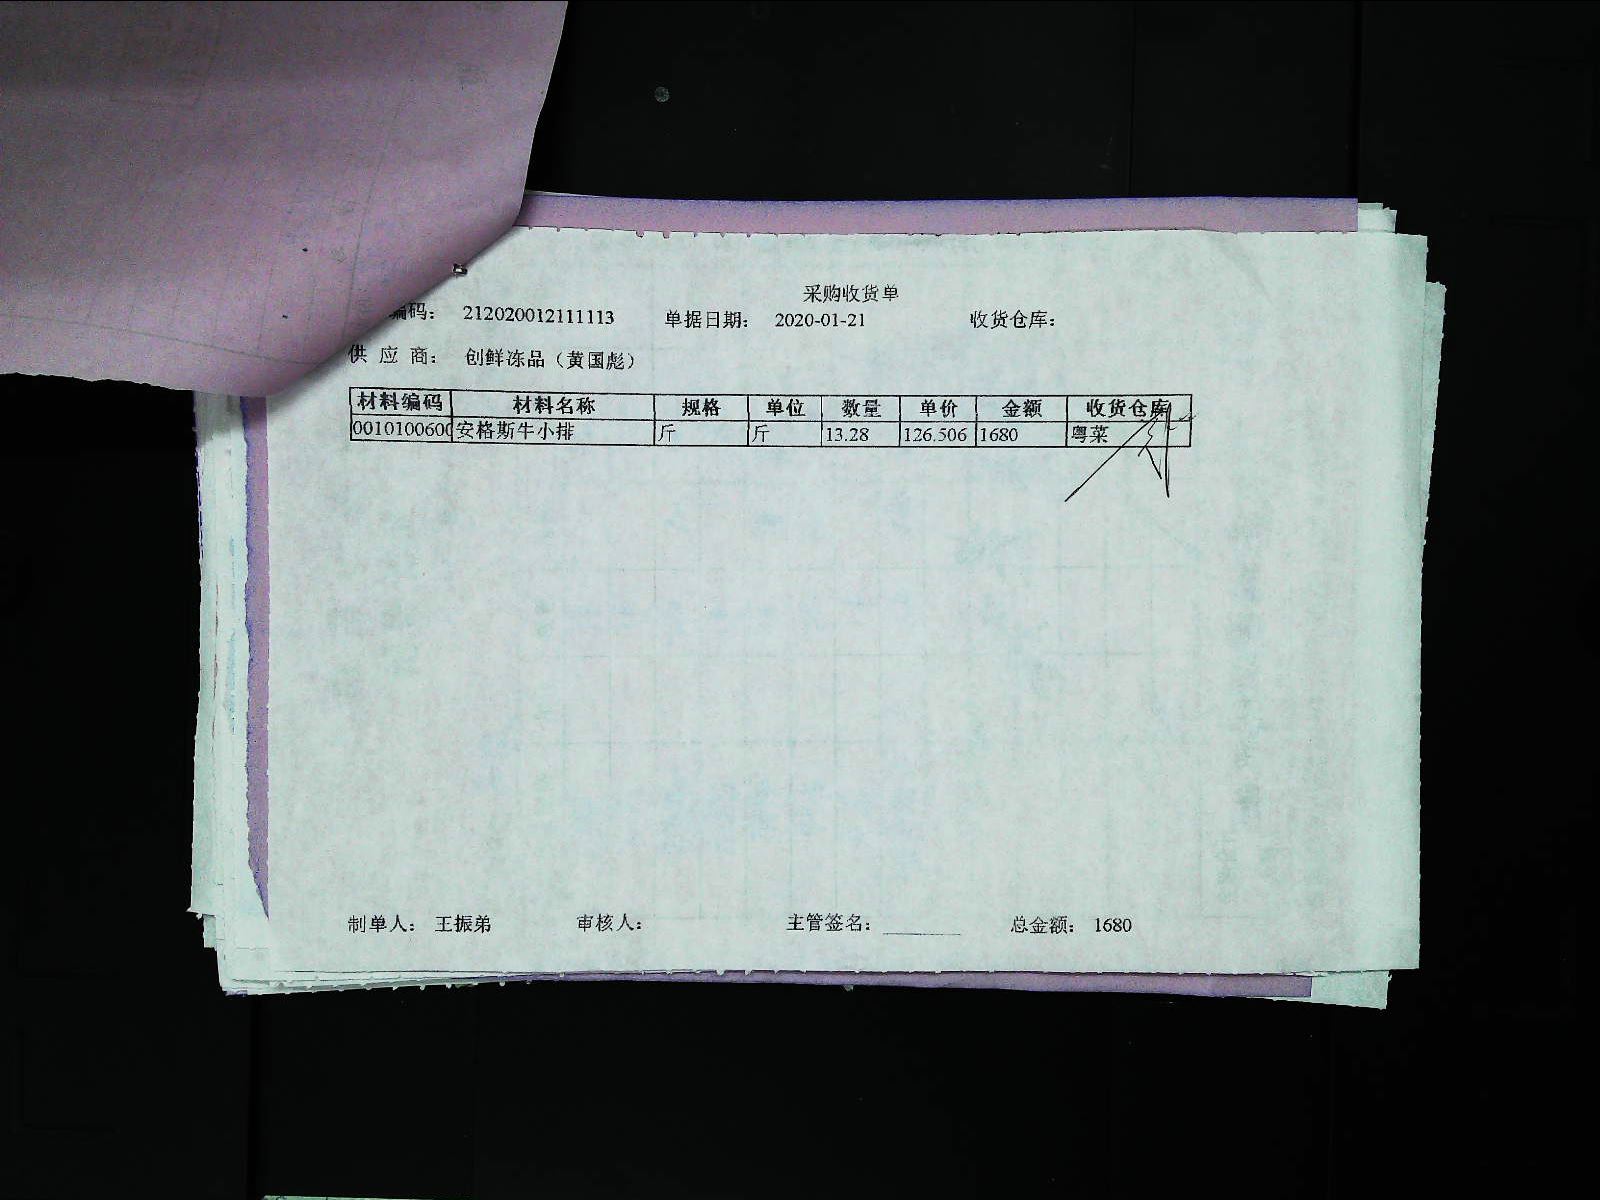 采购收货单
编码： 212020012111113 单据日期： 2020-01-21 收货仓库：
供 应 商： 创鲜冻品（黄国彪）
材料编码 材料名称 规格 单位 数量 单价 金额 收货仓库
0010100600 安格斯牛小排 斤 斤 13.28 126.506 1680 粤菜
制单人： 王振弟 审核人： 主管签名： 总金额： 1680